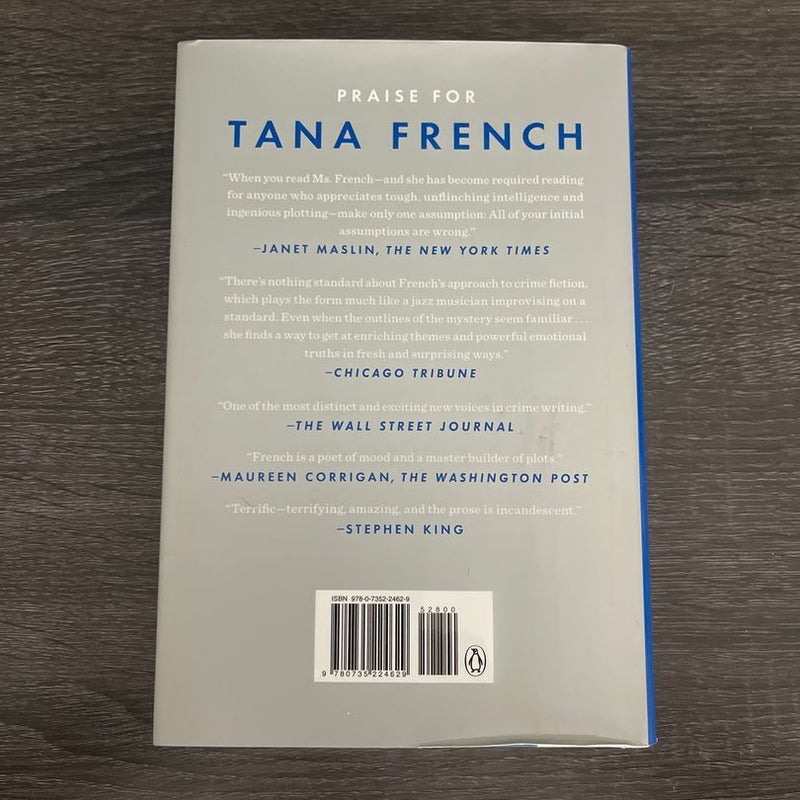 PRAISE FOR
TANA FRENCH
“When you read Ms. French—and she has become required reading
for anyone who appreciates tough, unflinching intelligence and
ingenious plotting—make only one assumption: All of your initial
assumptions are wrong.”
—JANET MASLIN, THE NEW YORK TIMES
“There’s nothing standard about French’s approach to crime fiction,
which plays the form much like a jazz musician improvising on a
standard. Even when the outlines of the mystery seem familiar . . .
she finds a way to get at enriching themes and powerful emotional
truths in fresh and surprising ways.”
—CHICAGO TRIBUNE
“One of the most distinct and exciting new voices in crime writing.”
—THE WALL STREET JOURNAL
“French is a poet of mood and a master builder of plots.”
—MAUREEN CORRIGAN, THE WASHINGTON POST
“Terrific—terrifying, amazing, and the prose is incandescent.”
—STEPHEN KING
ISBN 978-0-7352-2462-9
52800
9 780735 224629